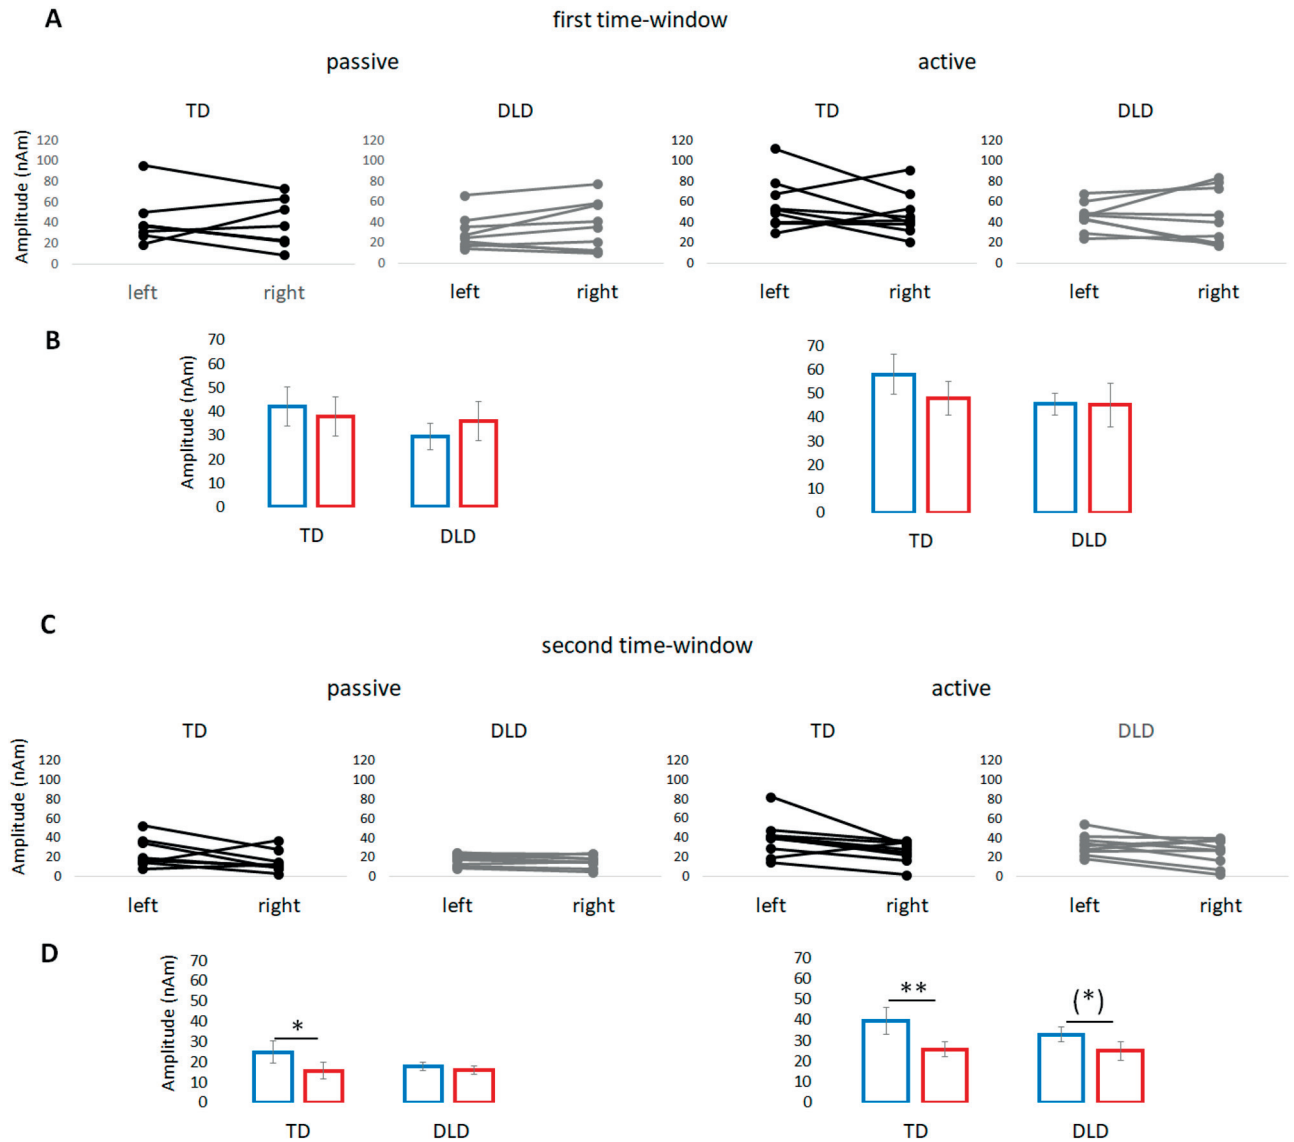 A
first time-window
passive active
TD DLD TD DLD
Amplitude (nAm)
120 120 120 120
100 100 100 100
80 80 80 80
60 60 60 60
40 40 40 40
20 20 20 20
0 0 0 0
left right left right left right left right
B
Amplitude (nAm)
70 70
60 60
50 50
40 40
30 30
20 20
10 10
0 0
TD DLD TD DLD
C
second time-window
passive active
TD DLD TD DLD
Amplitude (nAm)
120 120 120 120
100 100 100 100
80 80 80 80
60 60 60 60
40 40 40 40
20 20 20 20
0 0 0 0
left right left right left right left right
D
Amplitude (nAm)
70 70
60 60
50 50
40 40
30 30
20 20
10 10
0 0
* ** (*)
TD DLD TD DLD